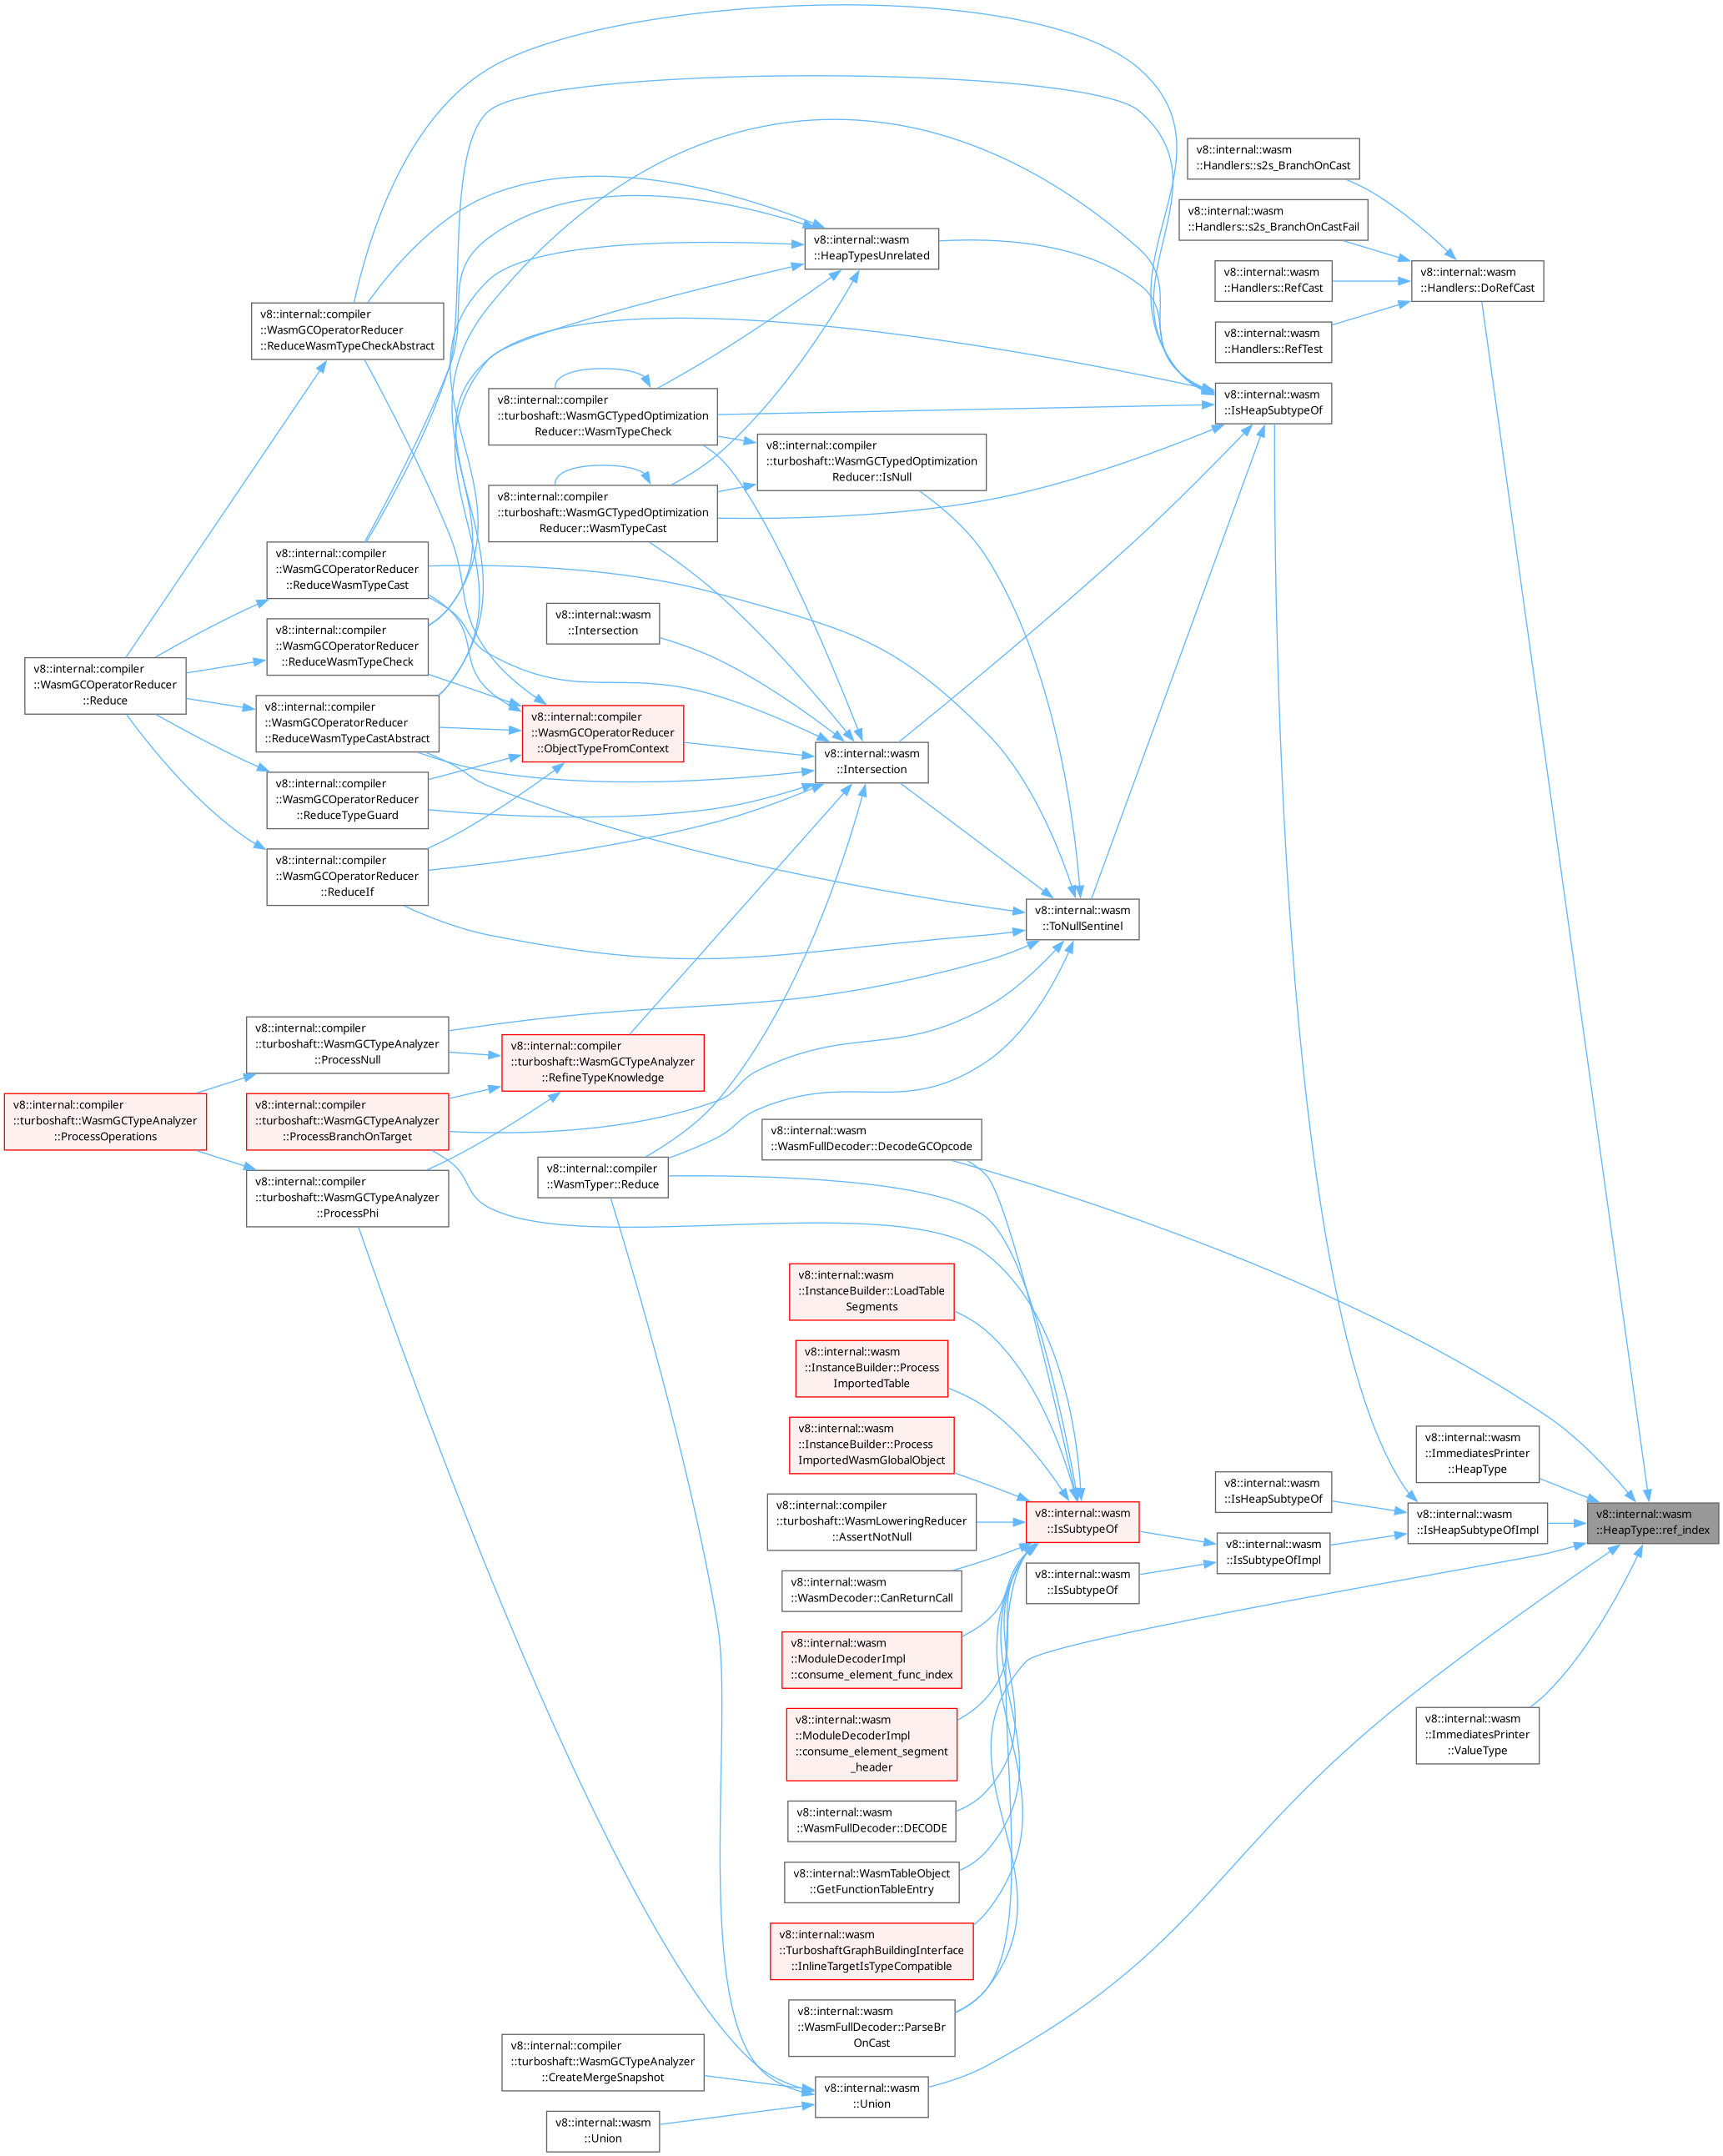 v8::internal::wasm
::Handlers::s2s_BranchOnCast
v8::internal::wasm
::Handlers::s2s_BranchOnCastFail
v8::internal::wasm
::HeapTypesUnrelated
v8::internal::wasm
::Handlers::RefCast
v8::internal::wasm
::Handlers::DoRefCast
v8::internal::compiler
::WasmGCOperatorReducer
::ReduceWasmTypeCheckAbstract
v8::internal::wasm
::Handlers::RefTest
v8::internal::compiler
::turboshaft::WasmGCTypedOptimization
Reducer::WasmTypeCheck
v8::internal::wasm
::IsHeapSubtypeOf
v8::internal::compiler
::turboshaft::WasmGCTypedOptimization
Reducer::IsNull
v8::internal::compiler
::turboshaft::WasmGCTypedOptimization
Reducer::WasmTypeCast
v8::internal::compiler
::WasmGCOperatorReducer
::ReduceWasmTypeCast
v8::internal::wasm
::Intersection
v8::internal::compiler
::WasmGCOperatorReducer
::ReduceWasmTypeCheck
v8::internal::compiler
::WasmGCOperatorReducer
::Reduce
v8::internal::compiler
::WasmGCOperatorReducer
::ReduceWasmTypeCastAbstract
v8::internal::compiler
::WasmGCOperatorReducer
::ObjectTypeFromContext
v8::internal::wasm
::Intersection
v8::internal::compiler
::WasmGCOperatorReducer
::ReduceTypeGuard
v8::internal::compiler
::WasmGCOperatorReducer
::ReduceIf
v8::internal::wasm
::ToNullSentinel
v8::internal::compiler
::turboshaft::WasmGCTypeAnalyzer
::ProcessNull
v8::internal::compiler
::turboshaft::WasmGCTypeAnalyzer
::RefineTypeKnowledge
v8::internal::compiler
::turboshaft::WasmGCTypeAnalyzer
::ProcessOperations
v8::internal::compiler
::turboshaft::WasmGCTypeAnalyzer
::ProcessBranchOnTarget
v8::internal::wasm
::WasmFullDecoder::DecodeGCOpcode
v8::internal::compiler
::WasmTyper::Reduce
v8::internal::compiler
::turboshaft::WasmGCTypeAnalyzer
::ProcessPhi
v8::internal::wasm
::InstanceBuilder::LoadTable
Segments
v8::internal::wasm
::InstanceBuilder::Process
ImportedTable
v8::internal::wasm
::InstanceBuilder::Process
ImportedWasmGlobalObject
v8::internal::wasm
::ImmediatesPrinter
::HeapType
v8::internal::wasm
::IsHeapSubtypeOf
v8::internal::compiler
::turboshaft::WasmLoweringReducer
::AssertNotNull
v8::internal::wasm
::IsSubtypeOf
v8::internal::wasm
::IsHeapSubtypeOfImpl
v8::internal::wasm
::HeapType::ref_index
v8::internal::wasm
::IsSubtypeOfImpl
v8::internal::wasm
::IsSubtypeOf
v8::internal::wasm
::WasmDecoder::CanReturnCall
v8::internal::wasm
::ModuleDecoderImpl
::consume_element_func_index
v8::internal::wasm
::ModuleDecoderImpl
::consume_element_segment
_header
v8::internal::wasm
::ImmediatesPrinter
::ValueType
v8::internal::wasm
::WasmFullDecoder::DECODE
v8::internal::WasmTableObject
::GetFunctionTableEntry
v8::internal::wasm
::TurboshaftGraphBuildingInterface
::InlineTargetIsTypeCompatible
v8::internal::wasm
::WasmFullDecoder::ParseBr
OnCast
v8::internal::compiler
::turboshaft::WasmGCTypeAnalyzer
::CreateMergeSnapshot
v8::internal::wasm
::Union
v8::internal::wasm
::Union